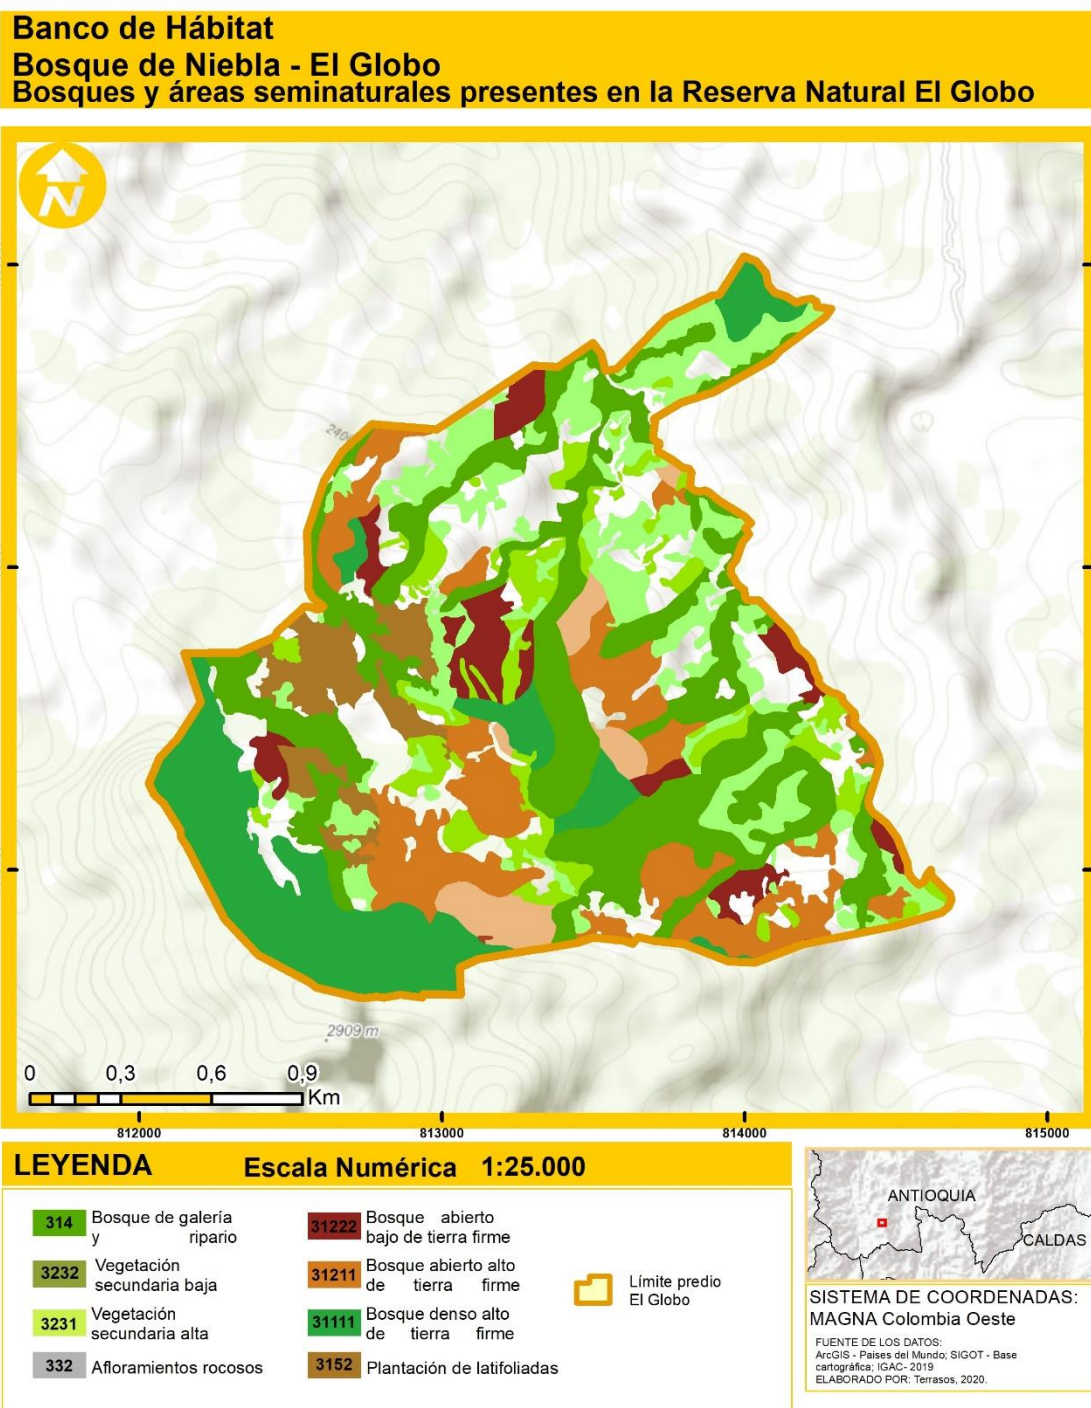 Banco de Hábitat
Bosque de Niebla - El Globo
Bosques y áreas seminaturales presentes en la Reserva Natural El Globo
N
2909 m
0 0,3 0,6 0,9
Km
812000 813000 814000 815000
LEYENDA Escala Numérica 1:25.000
314 Bosque de galería
y ripario
3232 Vegetación
secundaria baja
3231 Vegetación
secundaria alta
332 Afloramientos rocosos
31222 Bosque abierto
bajo de tierra firme
31211 Bosque abierto alto
de tierra firme
31111 Bosque denso alto
de tierra firme
3152 Plantación de latifoliadas
Límite predio
El Globo
ANTIOQUIA
CALDAS
SISTEMA DE COORDENADAS:
MAGNA Colombia Oeste
FUENTE DE LOS DATOS:
ArcGIS - Paises del Mundo; SIGOT - Base
cartográfica; IGAC- 2019
ELABORADO POR: Terrasos, 2020.